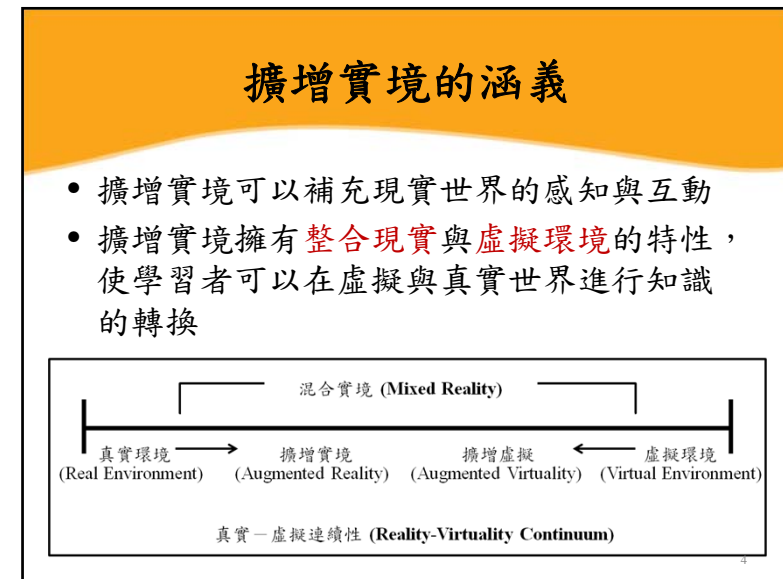 擴增實境的涵義
• 擴增實境可以補充現實世界的感知與互動
• 擴增實境擁有整合現實與虛擬環境的特性，
使學習者可以在虛擬與真實世界進行知識
的轉換
混合實境 (Mixed Reality)
真實環境 擴增實境 擴增虛擬 虛擬環境
(Real Environment) (Augmented Reality) (Augmented Virtuality) (Virtual Environment)
真實－虛擬連續性 (Reality-Virtuality Continuum)
4